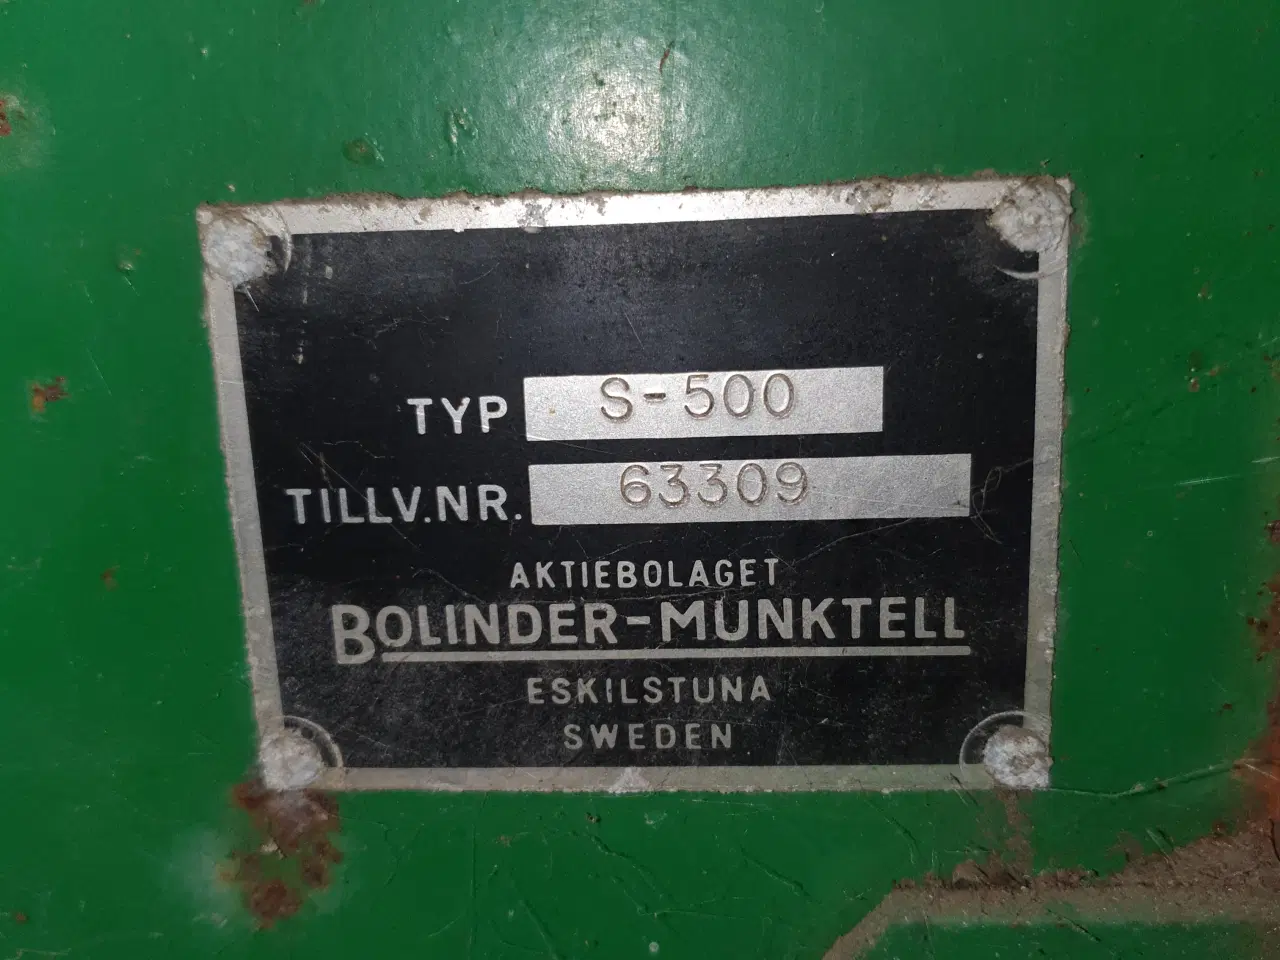 TYP S-500
TILLV.NR. 63309
AKTIEBOLAGET
BOLINDER-MUNKTELL
ESKILSTUNA
SWEDEN